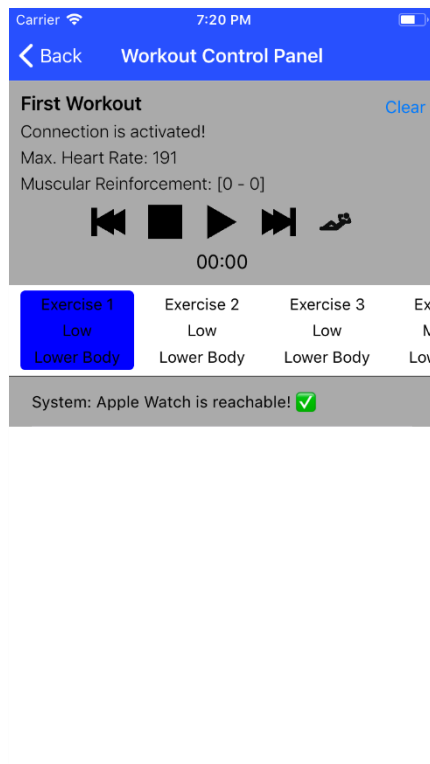 Carrier 7:20 PM
Back Workout Control Panel
First Workout
Clear
Connection is activated!
Max. Heart Rate: 191
Muscular Reinforcement: [0 - 0]
00:00
Exercise 1 Exercise 2 Exercise 3 Ex
Low Low Low M
Lower Body Lower Body Lower Body Low
System: Apple Watch is reachable! ✅